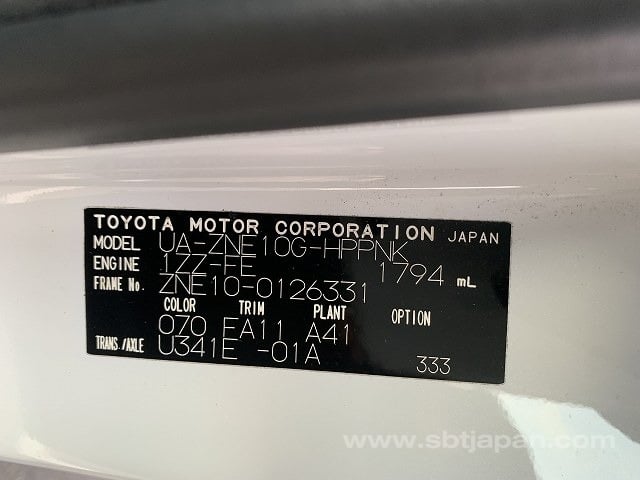 TOYOTA MOTOR CORPORATION JAPAN
MODEL UA-ZNE10G-HPPNK
ENGINE 1ZZ-FE 1794 mL
FRAME No. ZNE10-0126331
COLOR TRIM PLANT OPTION
070 FA11 A41
TRANS./AXLE U341E -01A 333
www.sbtjapan.com